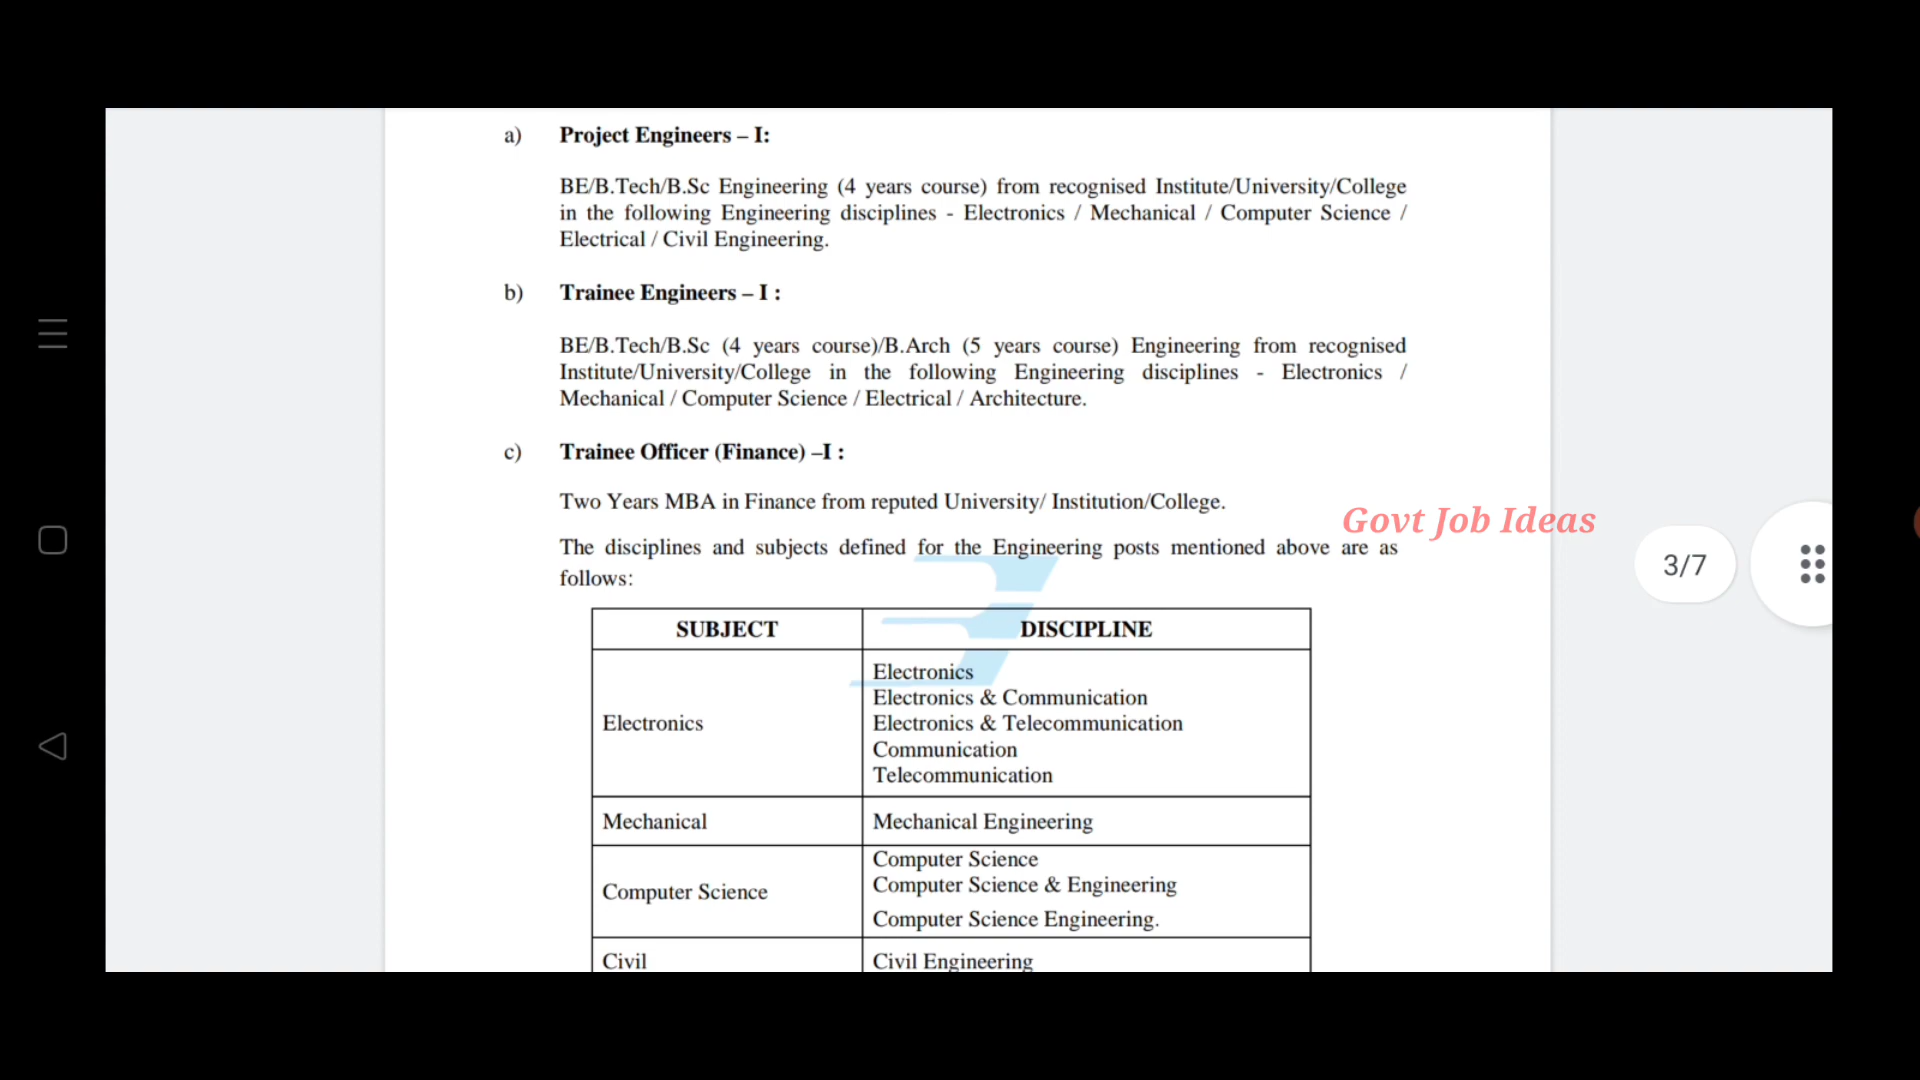 a) Project Engineers – I:
BE/B.Tech/B.Sc Engineering (4 years course) from recognised Institute/University/College
in the following Engineering disciplines - Electronics / Mechanical / Computer Science /
Electrical / Civil Engineering.
b) Trainee Engineers – I :
BE/B.Tech/B.Sc (4 years course)/B.Arch (5 years course) Engineering from recognised
Institute/University/College in the following Engineering disciplines - Electronics /
Mechanical / Computer Science / Electrical / Architecture.
c) Trainee Officer (Finance) –I :
Two Years MBA in Finance from reputed University/ Institution/College.
Govt Job Ideas
The disciplines and subjects defined for the Engineering posts mentioned above are as
follows:
3/7
SUBJECT DISCIPLINE
Electronics
Electronics & Communication
Electronics Electronics & Telecommunication
Communication
Telecommunication
Mechanical Mechanical Engineering
Computer Science
Computer Science Computer Science & Engineering
Computer Science Engineering.
Civil Civil Engineering